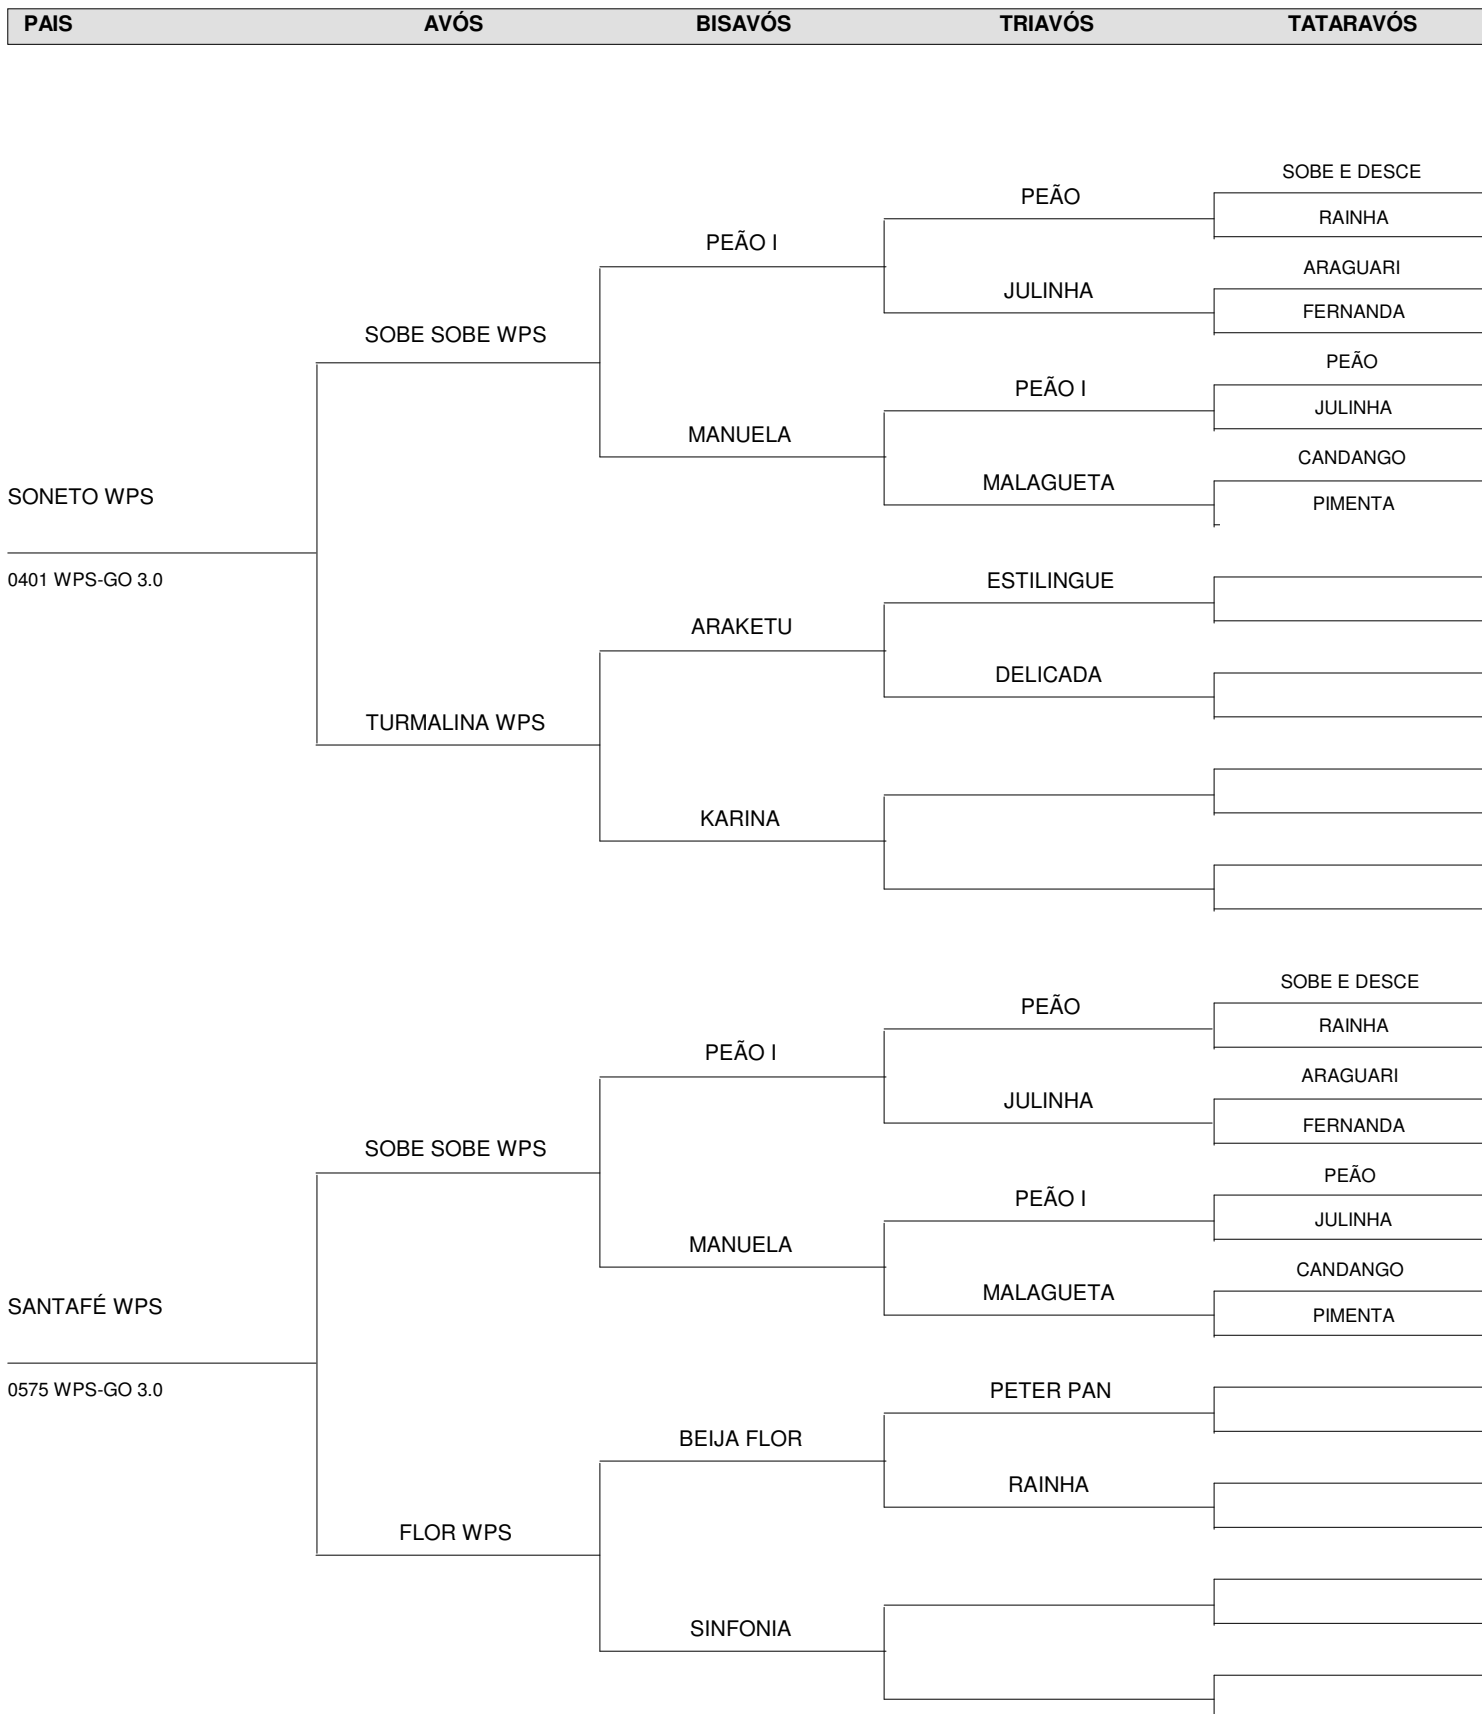 PAIS AVÓS BISAVÓS TRIAVÓS TATARAVÓS
SOBE E DESCE
PEÃO
RAINHA
PEÃO I
ARAGUARI
JULINHA
FERNANDA
SOBE SOBE WPS
PEÃO
PEÃO I
JULINHA
MANUELA
CANDANGO
MALAGUETA
SONETO WPS
PIMENTA
0401 WPS-GO 3.0
ESTILINGUE
ARAKETU
DELICADA
TURMALINA WPS
KARINA
SOBE E DESCE
PEÃO
RAINHA
PEÃO I
ARAGUARI
JULINHA
FERNANDA
SOBE SOBE WPS
PEÃO
PEÃO I
JULINHA
MANUELA
CANDANGO
MALAGUETA
SANTAFÉ WPS
PIMENTA
0575 WPS-GO 3.0
PETER PAN
BEIJA FLOR
RAINHA
FLOR WPS
SINFONIA